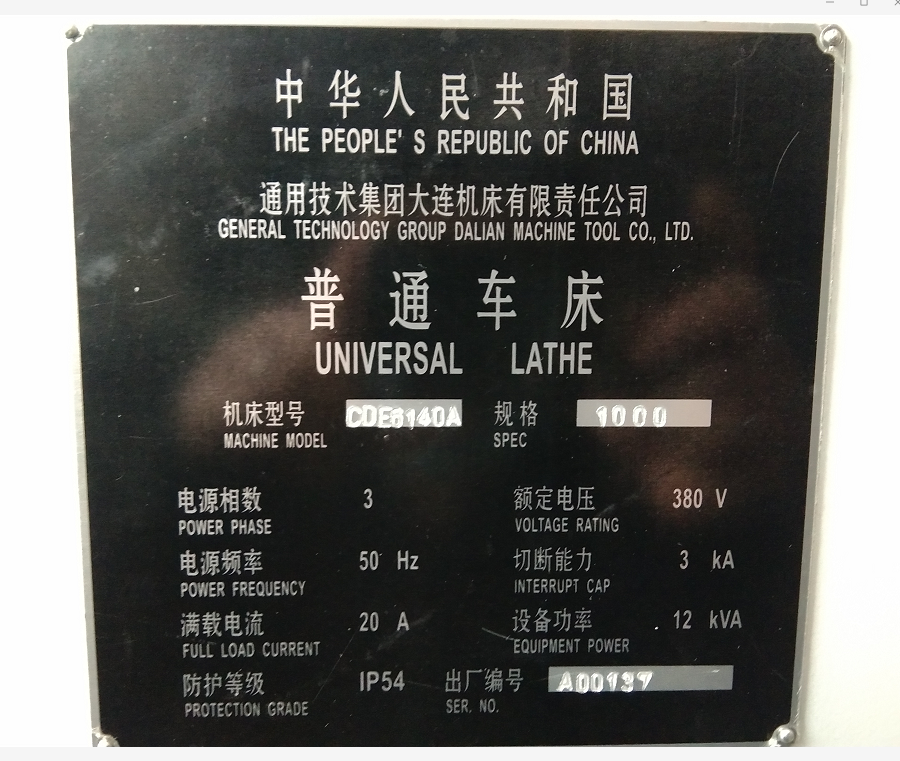 中华人民共和国
THE PEOPLE'S REPUBLIC OF CHINA
通用技术集团大连机床有限责任公司
GENERAL TECHNOLOGY GROUP DALIAN MACHINE TOOL CO., LTD.
普通车床
UNIVERSAL LATHE
机床型号 CDE6140A 规格 1000
MACHINE MODEL SPEC
电源相数 3 额定电压 380 V
POWER PHASE VOLTAGE RATING
电源频率 50 Hz 切断能力 3 kA
POWER FREQUENCY INTERRUPT CAP
满载电流 20 A 设备功率 12 kVA
FULL LOAD CURRENT EQUIPMENT POWER
防护等级 IP54 出厂编号 A00137
PROTECTION GRADE SER. NO.